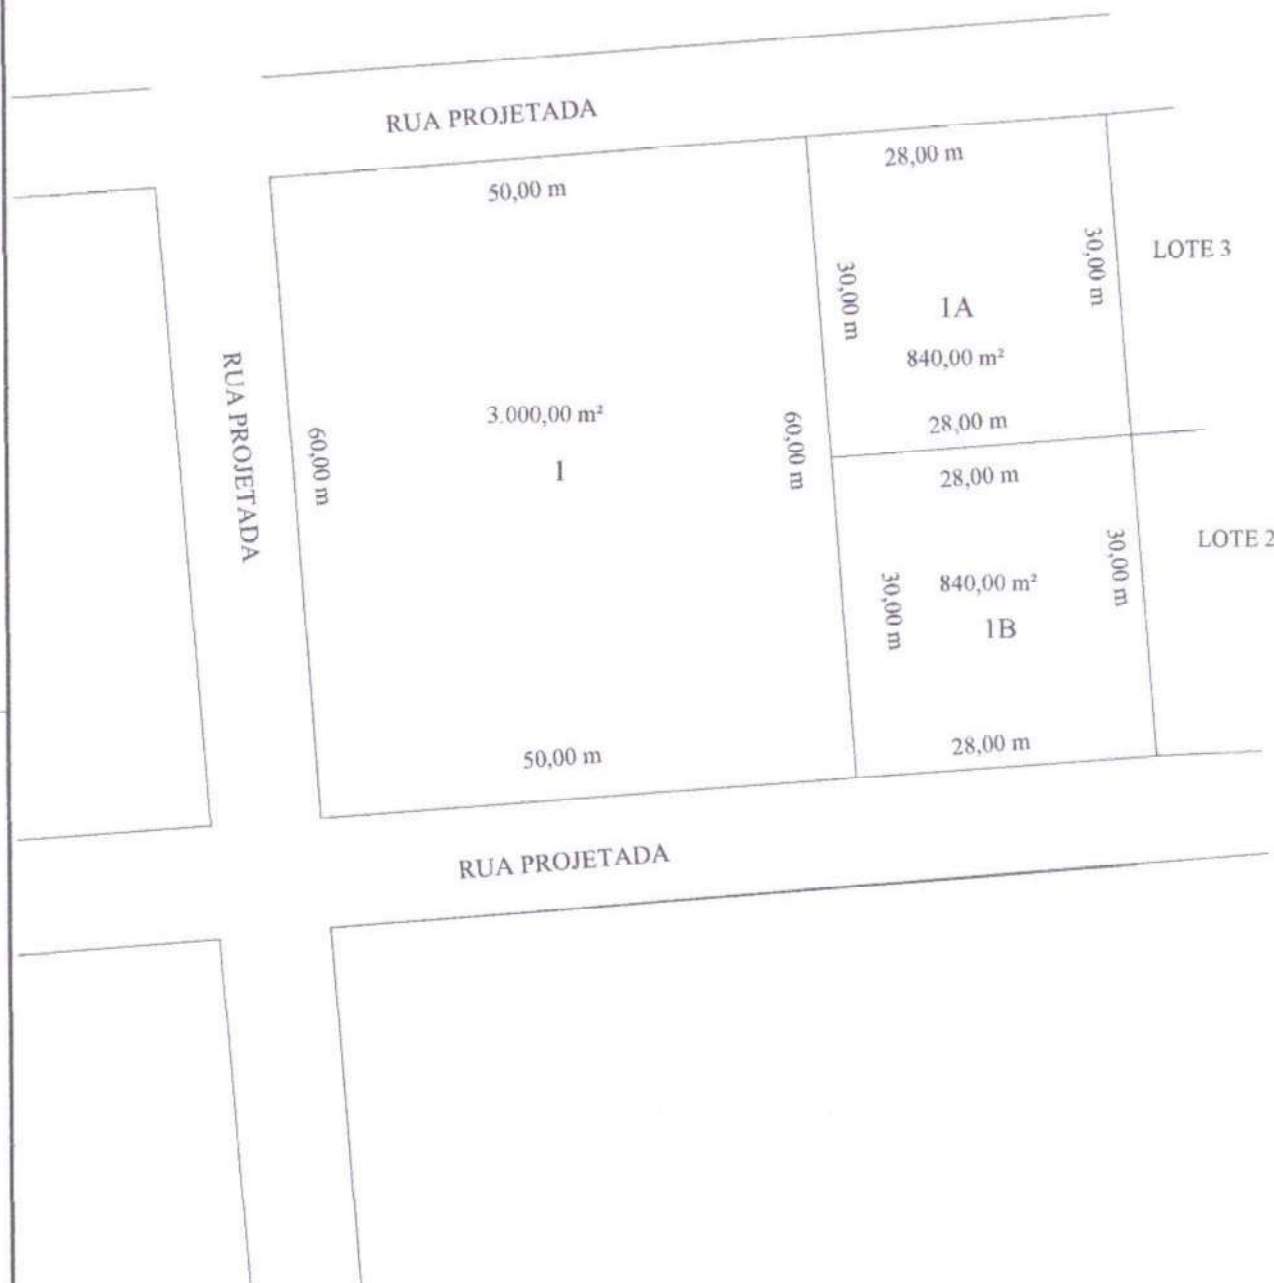 RUA PROJETADA
28,00 m
50,00 m
30,00 m
LOTE 3
30,00 m
1A
840,00 m²
RUA PROJETADA
60,00 m
3.000,00 m²
1
60,00 m
28,00 m
28,00 m
30,00 m
LOTE 2
30,00 m
840,00 m²
1B
50,00 m
28,00 m
RUA PROJETADA